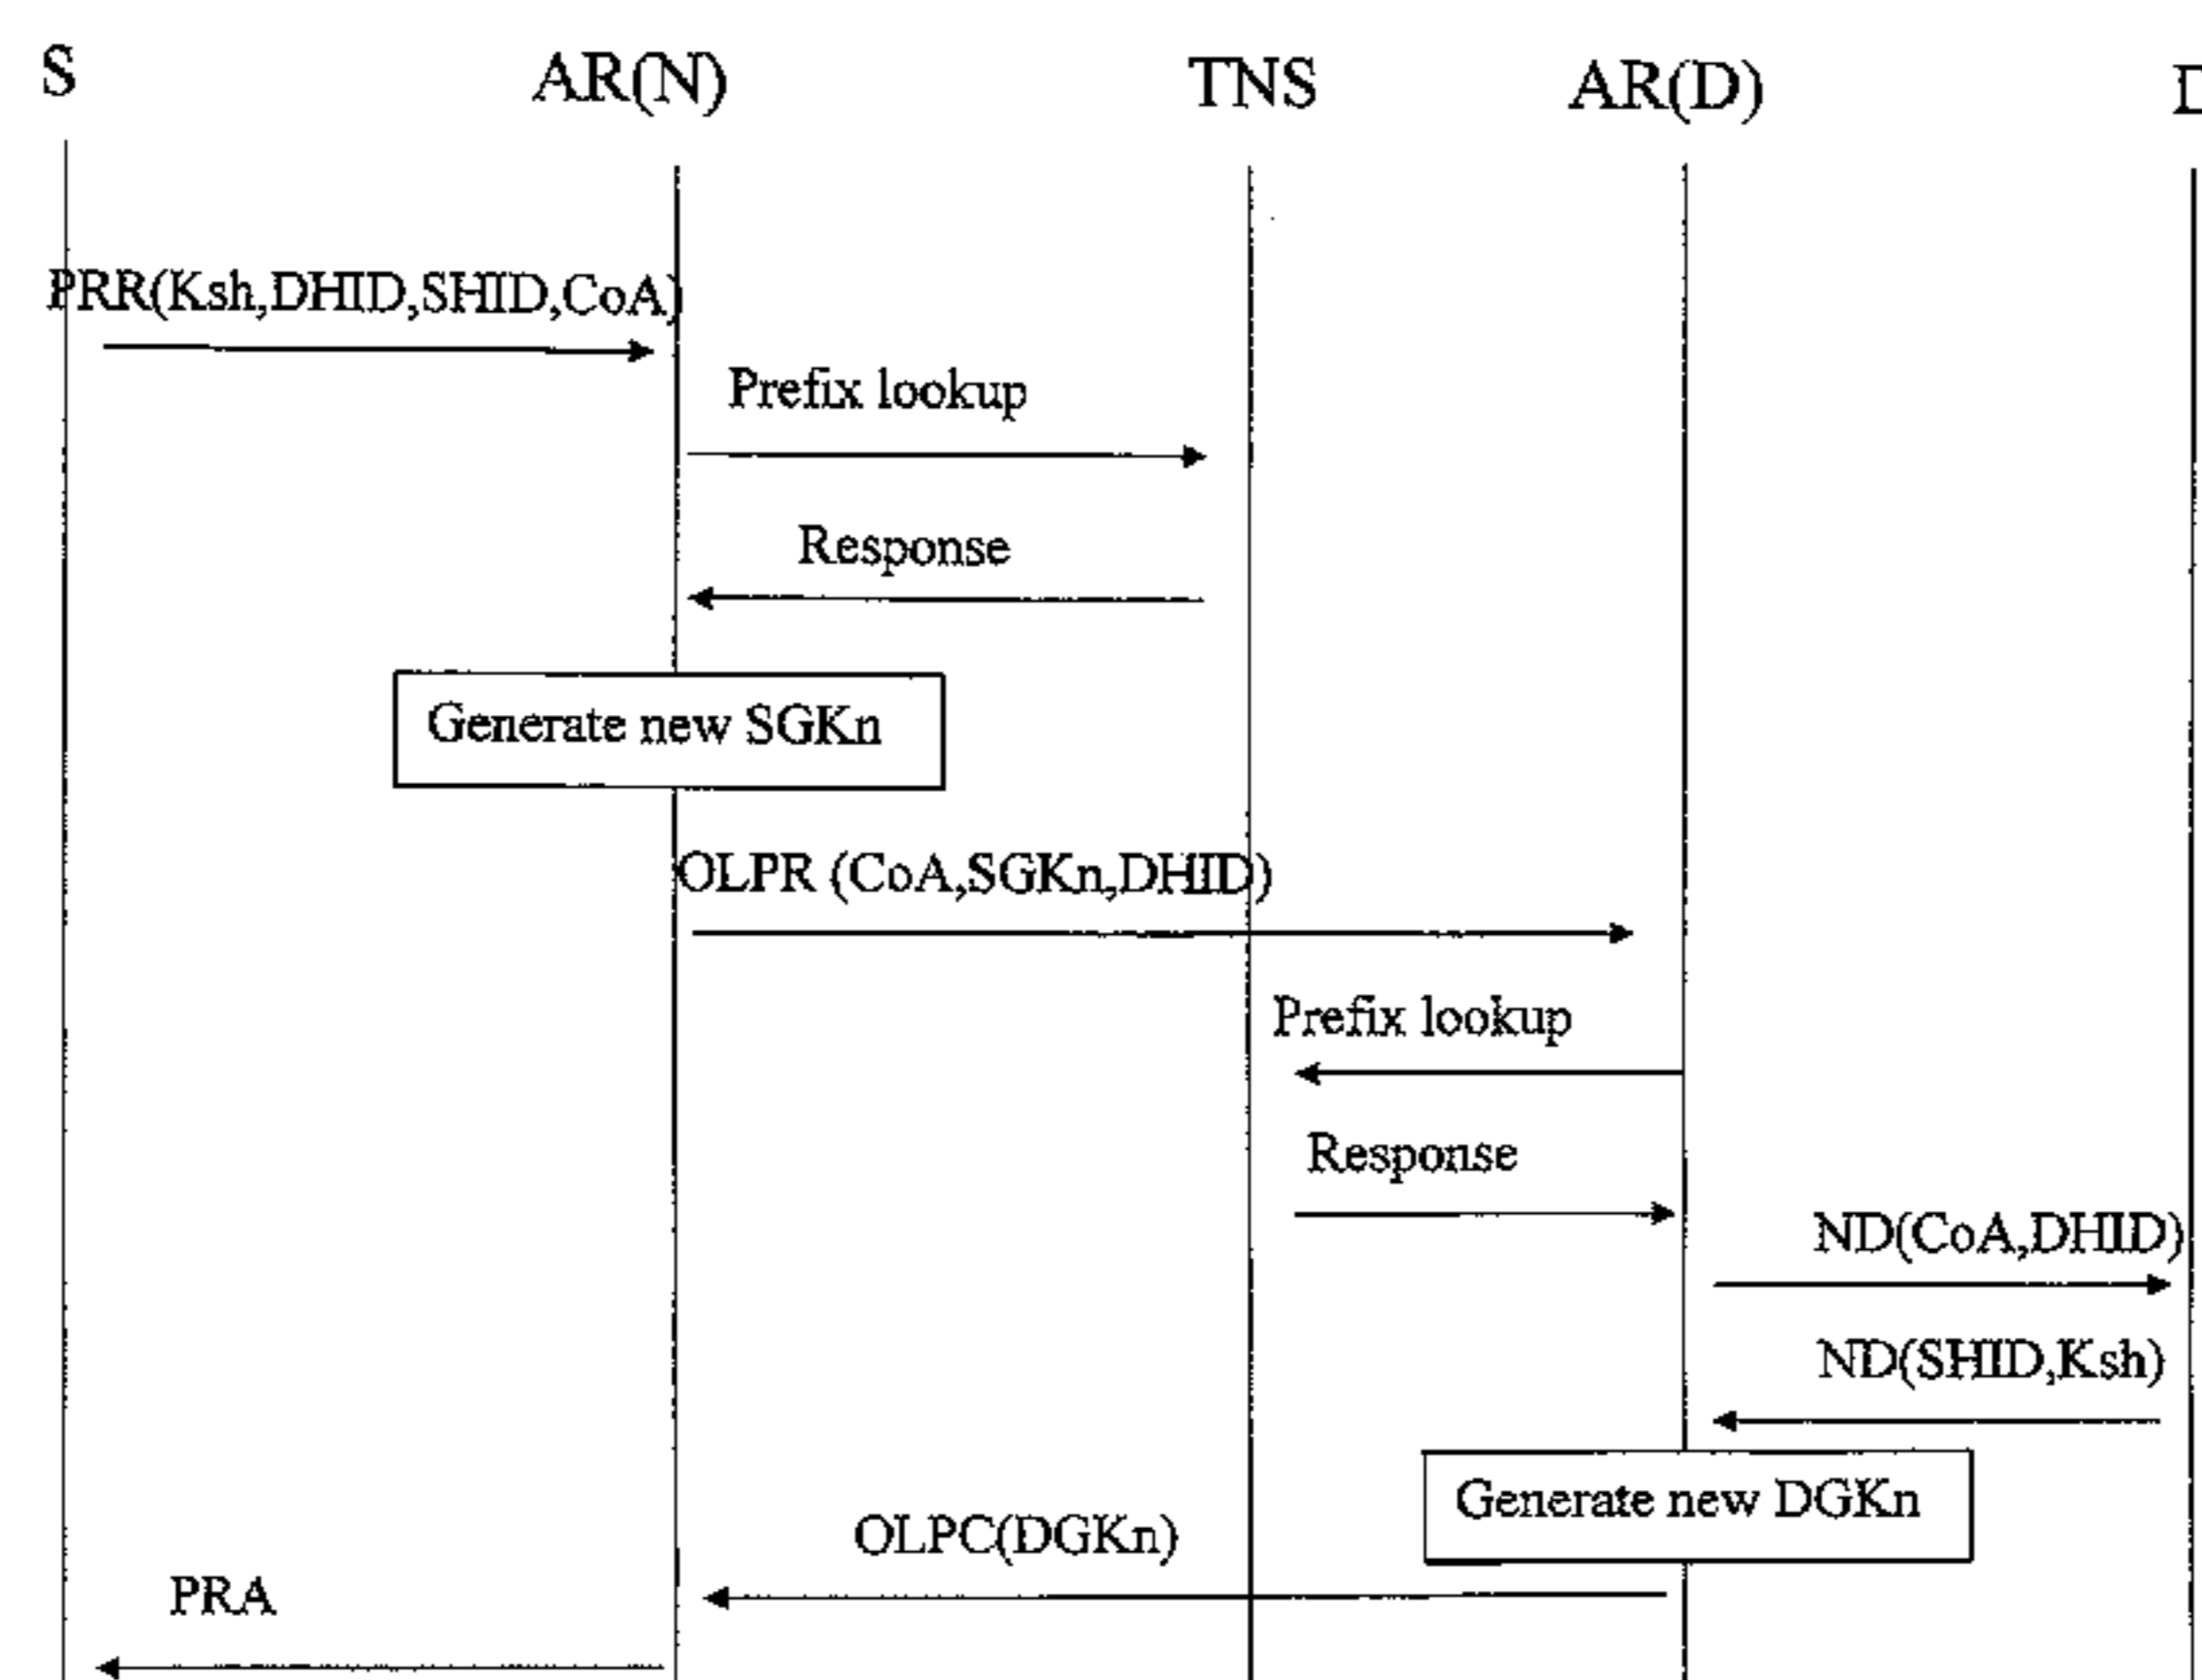 S AR(N) TNS AR(D) D
PRR(Ksh,DHID,SHID,CoA)
Prefix lookup
Response
Generate new SGKn
OLPR (CoA,SGKn,DHID)
Prefix lookup
Response
ND(CoA,DHID)
ND(SHID,Ksh)
Generate new DGKn
OLPC(DGKn)
PRA